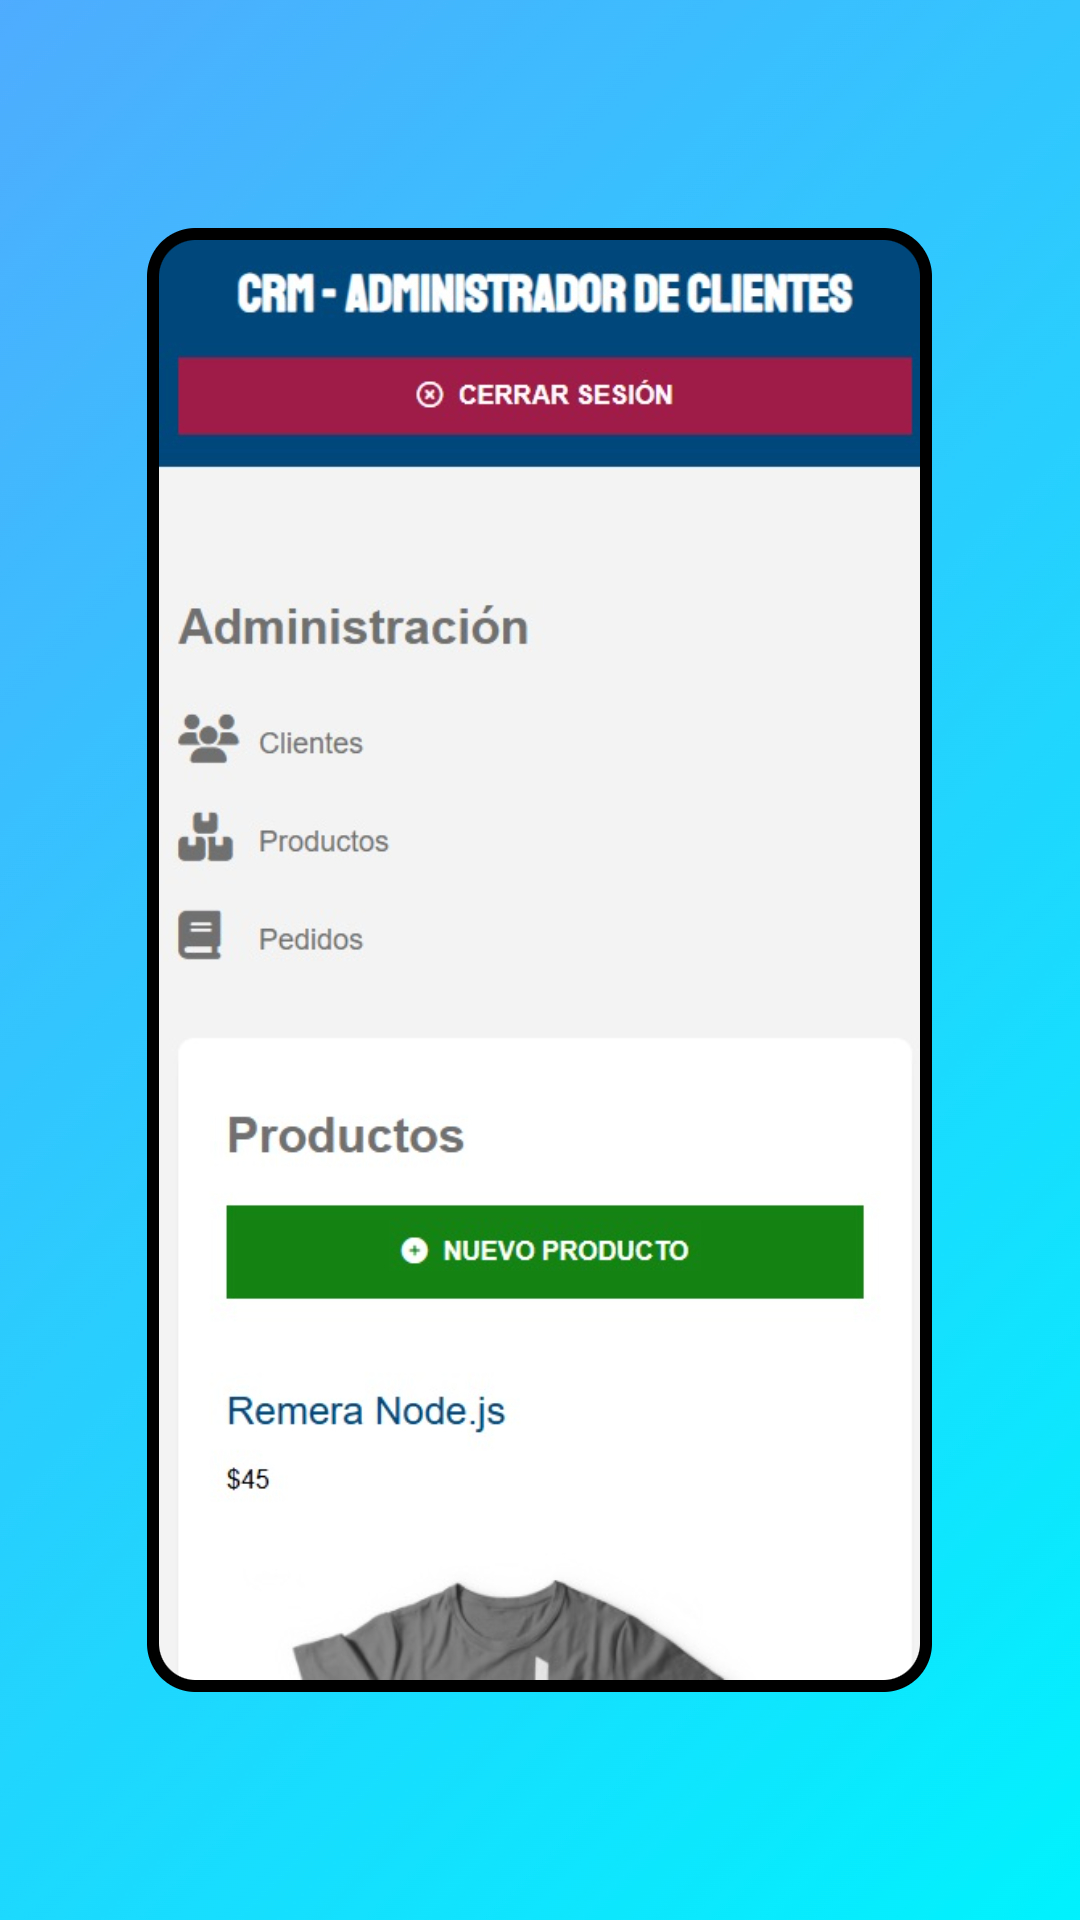 CRM - ADMINISTRADOR DE CLIENTES
CERRAR SESIÓN
Administración
Clientes
Productos
Pedidos
Productos
NUEVO PRODUCTO
Remera Node.js
$45